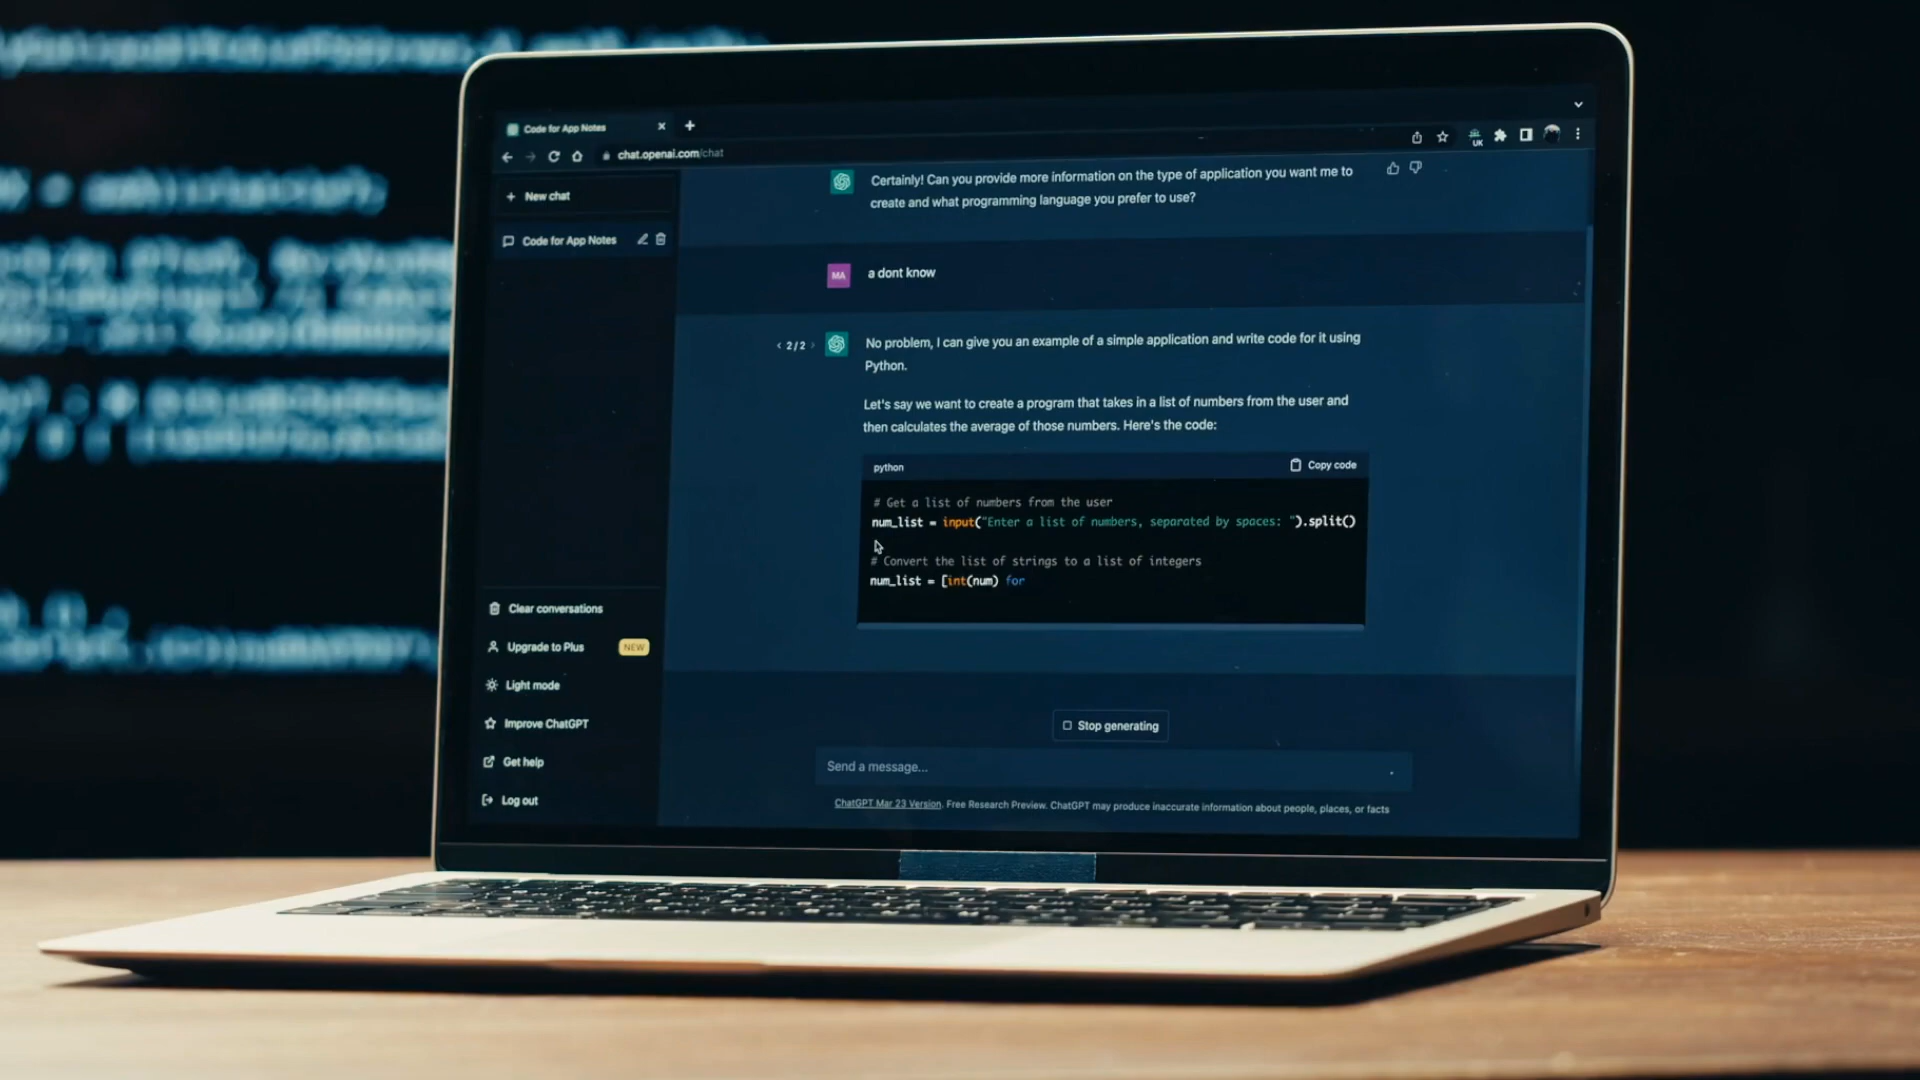 Code for App Notes
chat.openai.com/chat
UK
+ New chat
Code for App Notes
Certainly! Can you provide more information on the type of application you want me to
create and what programming language you prefer to use?
MA
a dont know
< 2/2 >
No problem, I can give you an example of a simple application and write code for it using
Python.
Let's say we want to create a program that takes in a list of numbers from the user and
then calculates the average of those numbers. Here's the code:
python
Copy code
# Get a list of numbers from the user
num_list = input("Enter a list of numbers, separated by spaces: ").split()
# Convert the list of strings to a list of integers
num_list = [int(num) for
Clear conversations
Upgrade to Plus
NEW
Light mode
Improve ChatGPT
Get help
Log out
Stop generating
Send a message...
ChatGPT Mar 23 Version. Free Research Preview. ChatGPT may produce inaccurate information about people, places, or facts